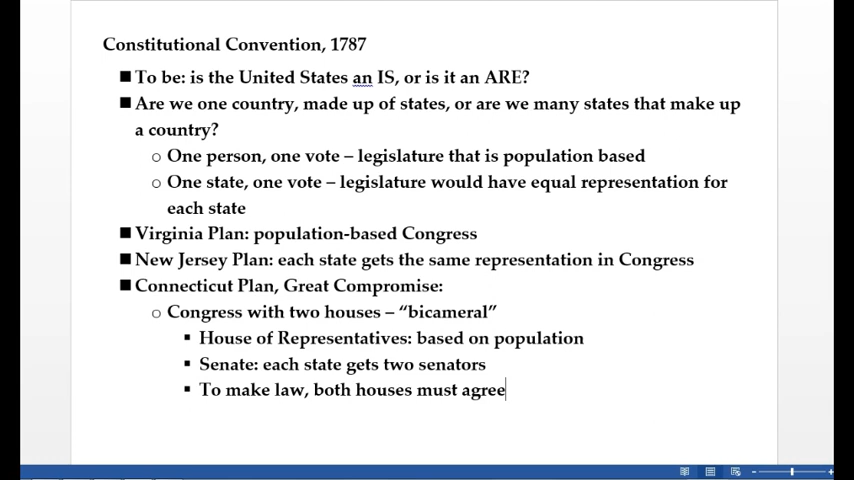 Constitutional Convention, 1787
■ To be: is the United States an IS, or is it an ARE?
■ Are we one country, made up of states, or are we many states that make up
a country?
○ One person, one vote – legislature that is population based
○ One state, one vote – legislature would have equal representation for
each state
■ Virginia Plan: population-based Congress
■ New Jersey Plan: each state gets the same representation in Congress
■ Connecticut Plan, Great Compromise:
○ Congress with two houses – “bicameral”
▪ House of Representatives: based on population
▪ Senate: each state gets two senators
▪ To make law, both houses must agree